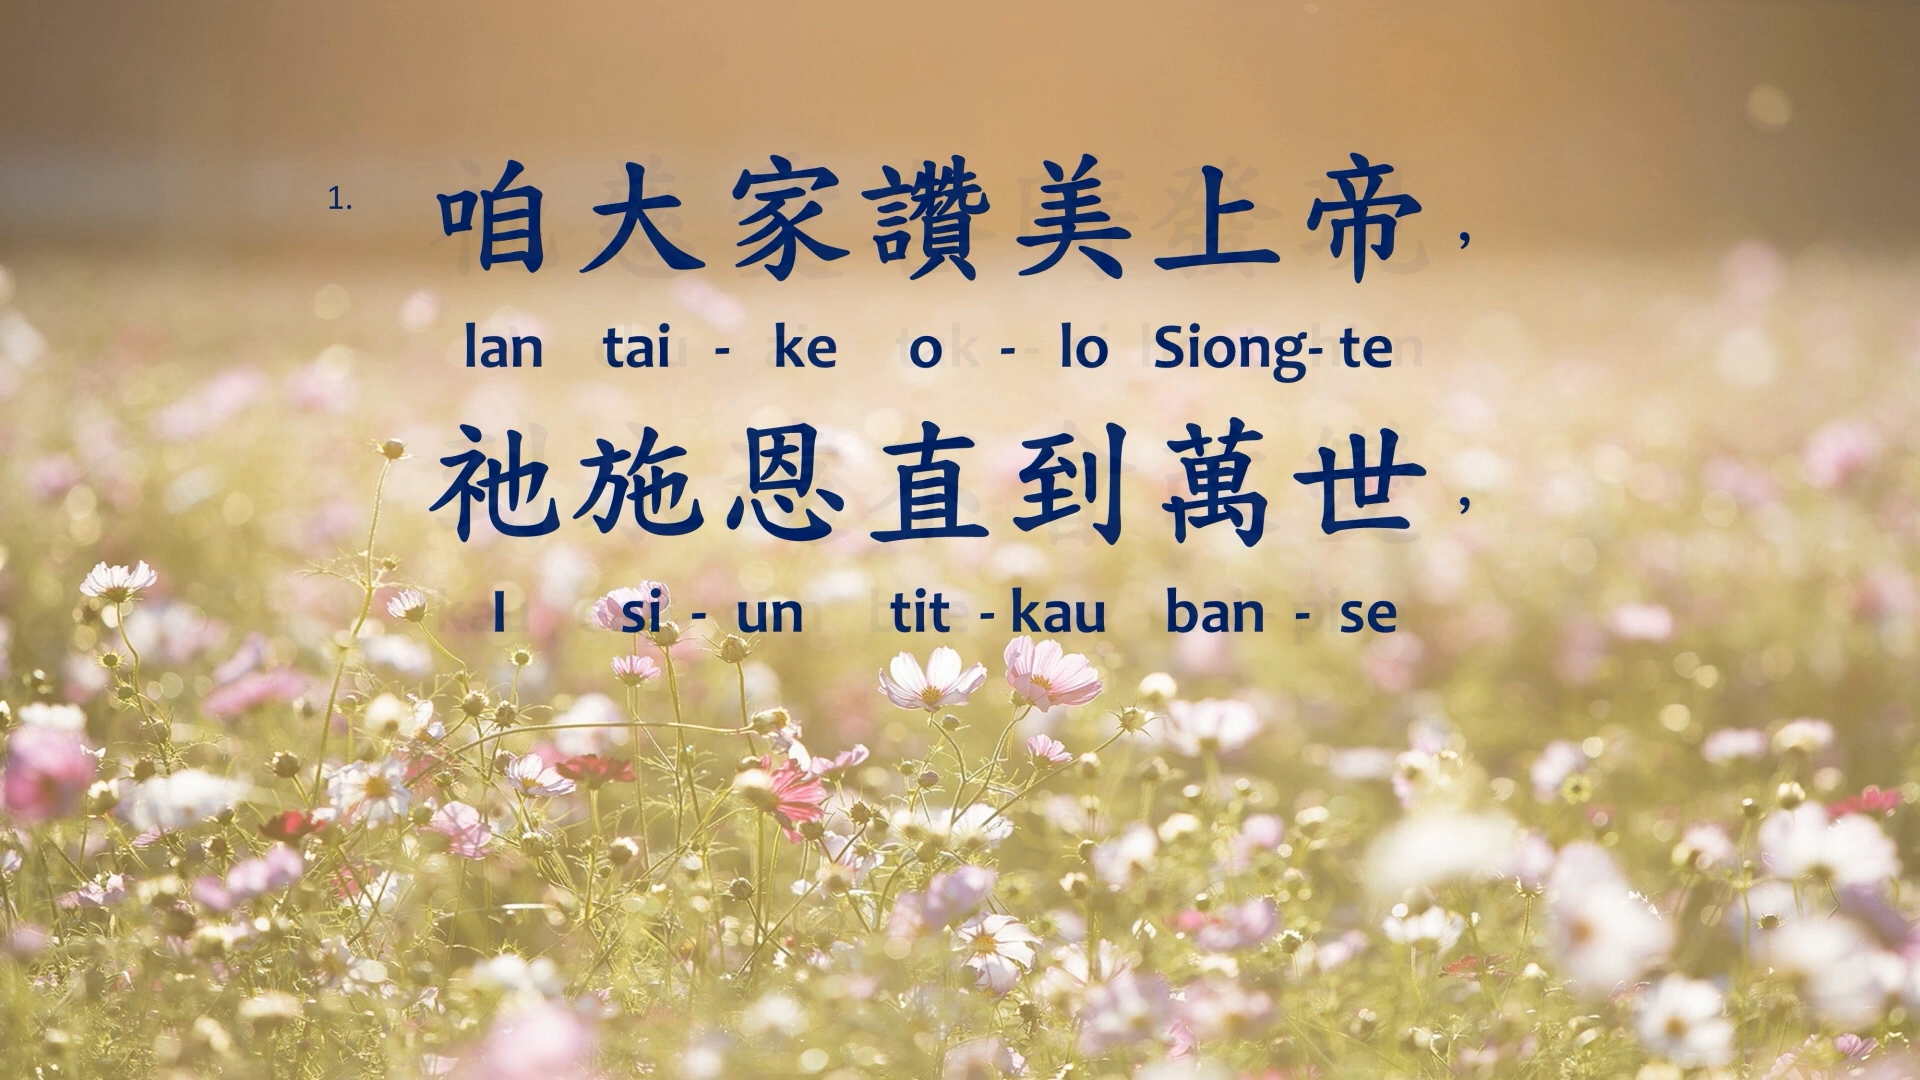 1. 咱大家讚美上帝，
lan tai - ke o - lo Siong- te
祂施恩直到萬世，
I si - un tit - kau ban - se